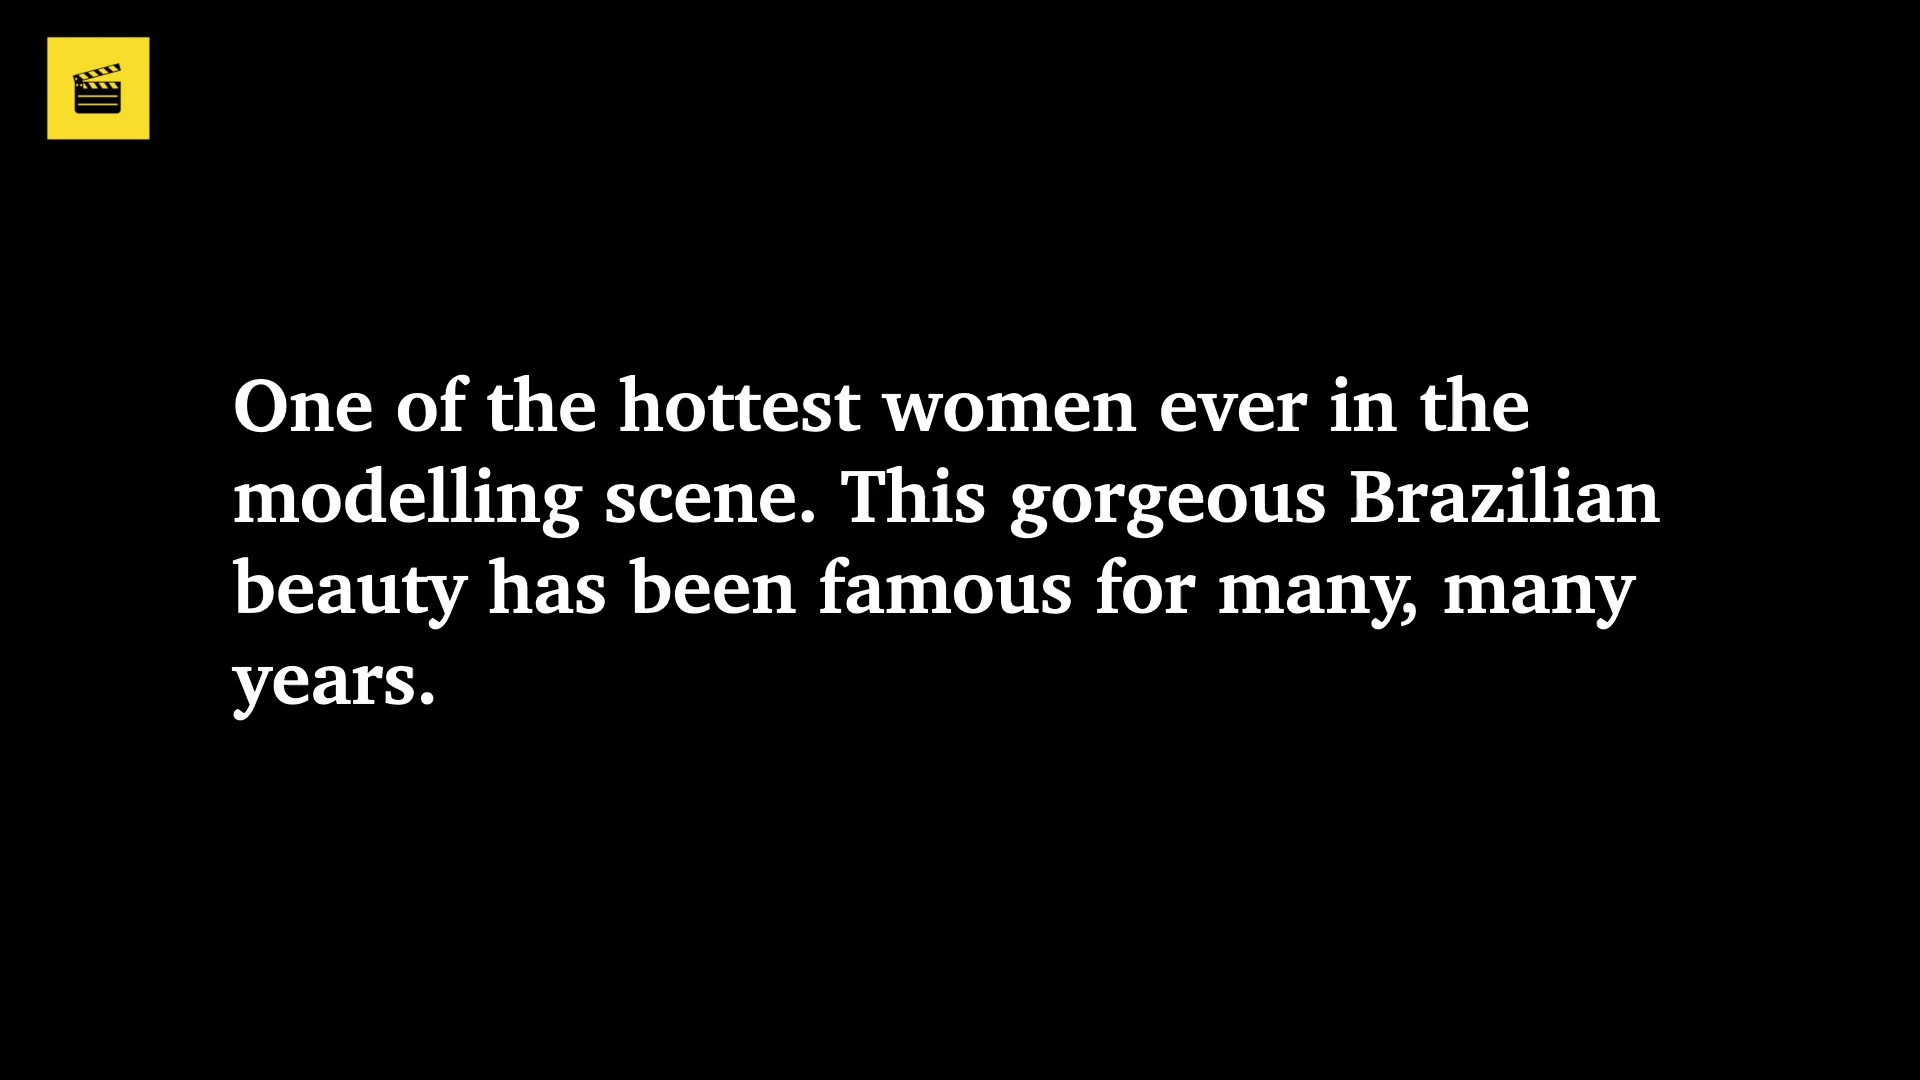 One of the hottest women ever in the
modelling scene. This gorgeous Brazilian
beauty has been famous for many, many
years.